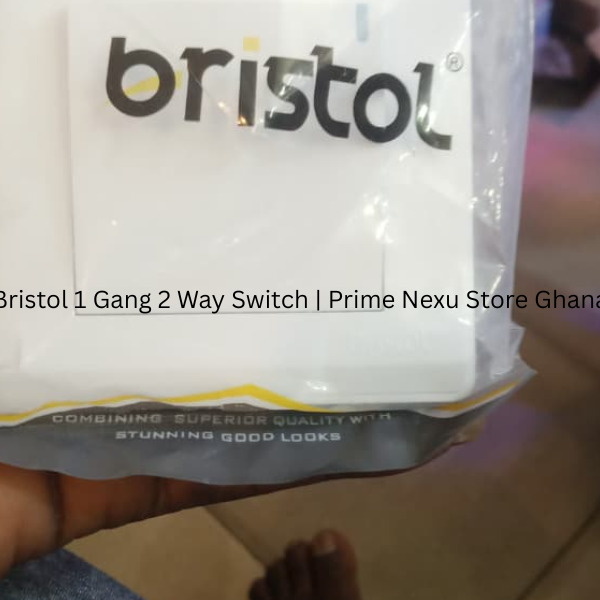 bristol®
Bristol 1 Gang 2 Way Switch | Prime Nexu Store Ghana
COMBINING SUPERIOR QUALITY WITH
STUNNING GOOD LOOKS